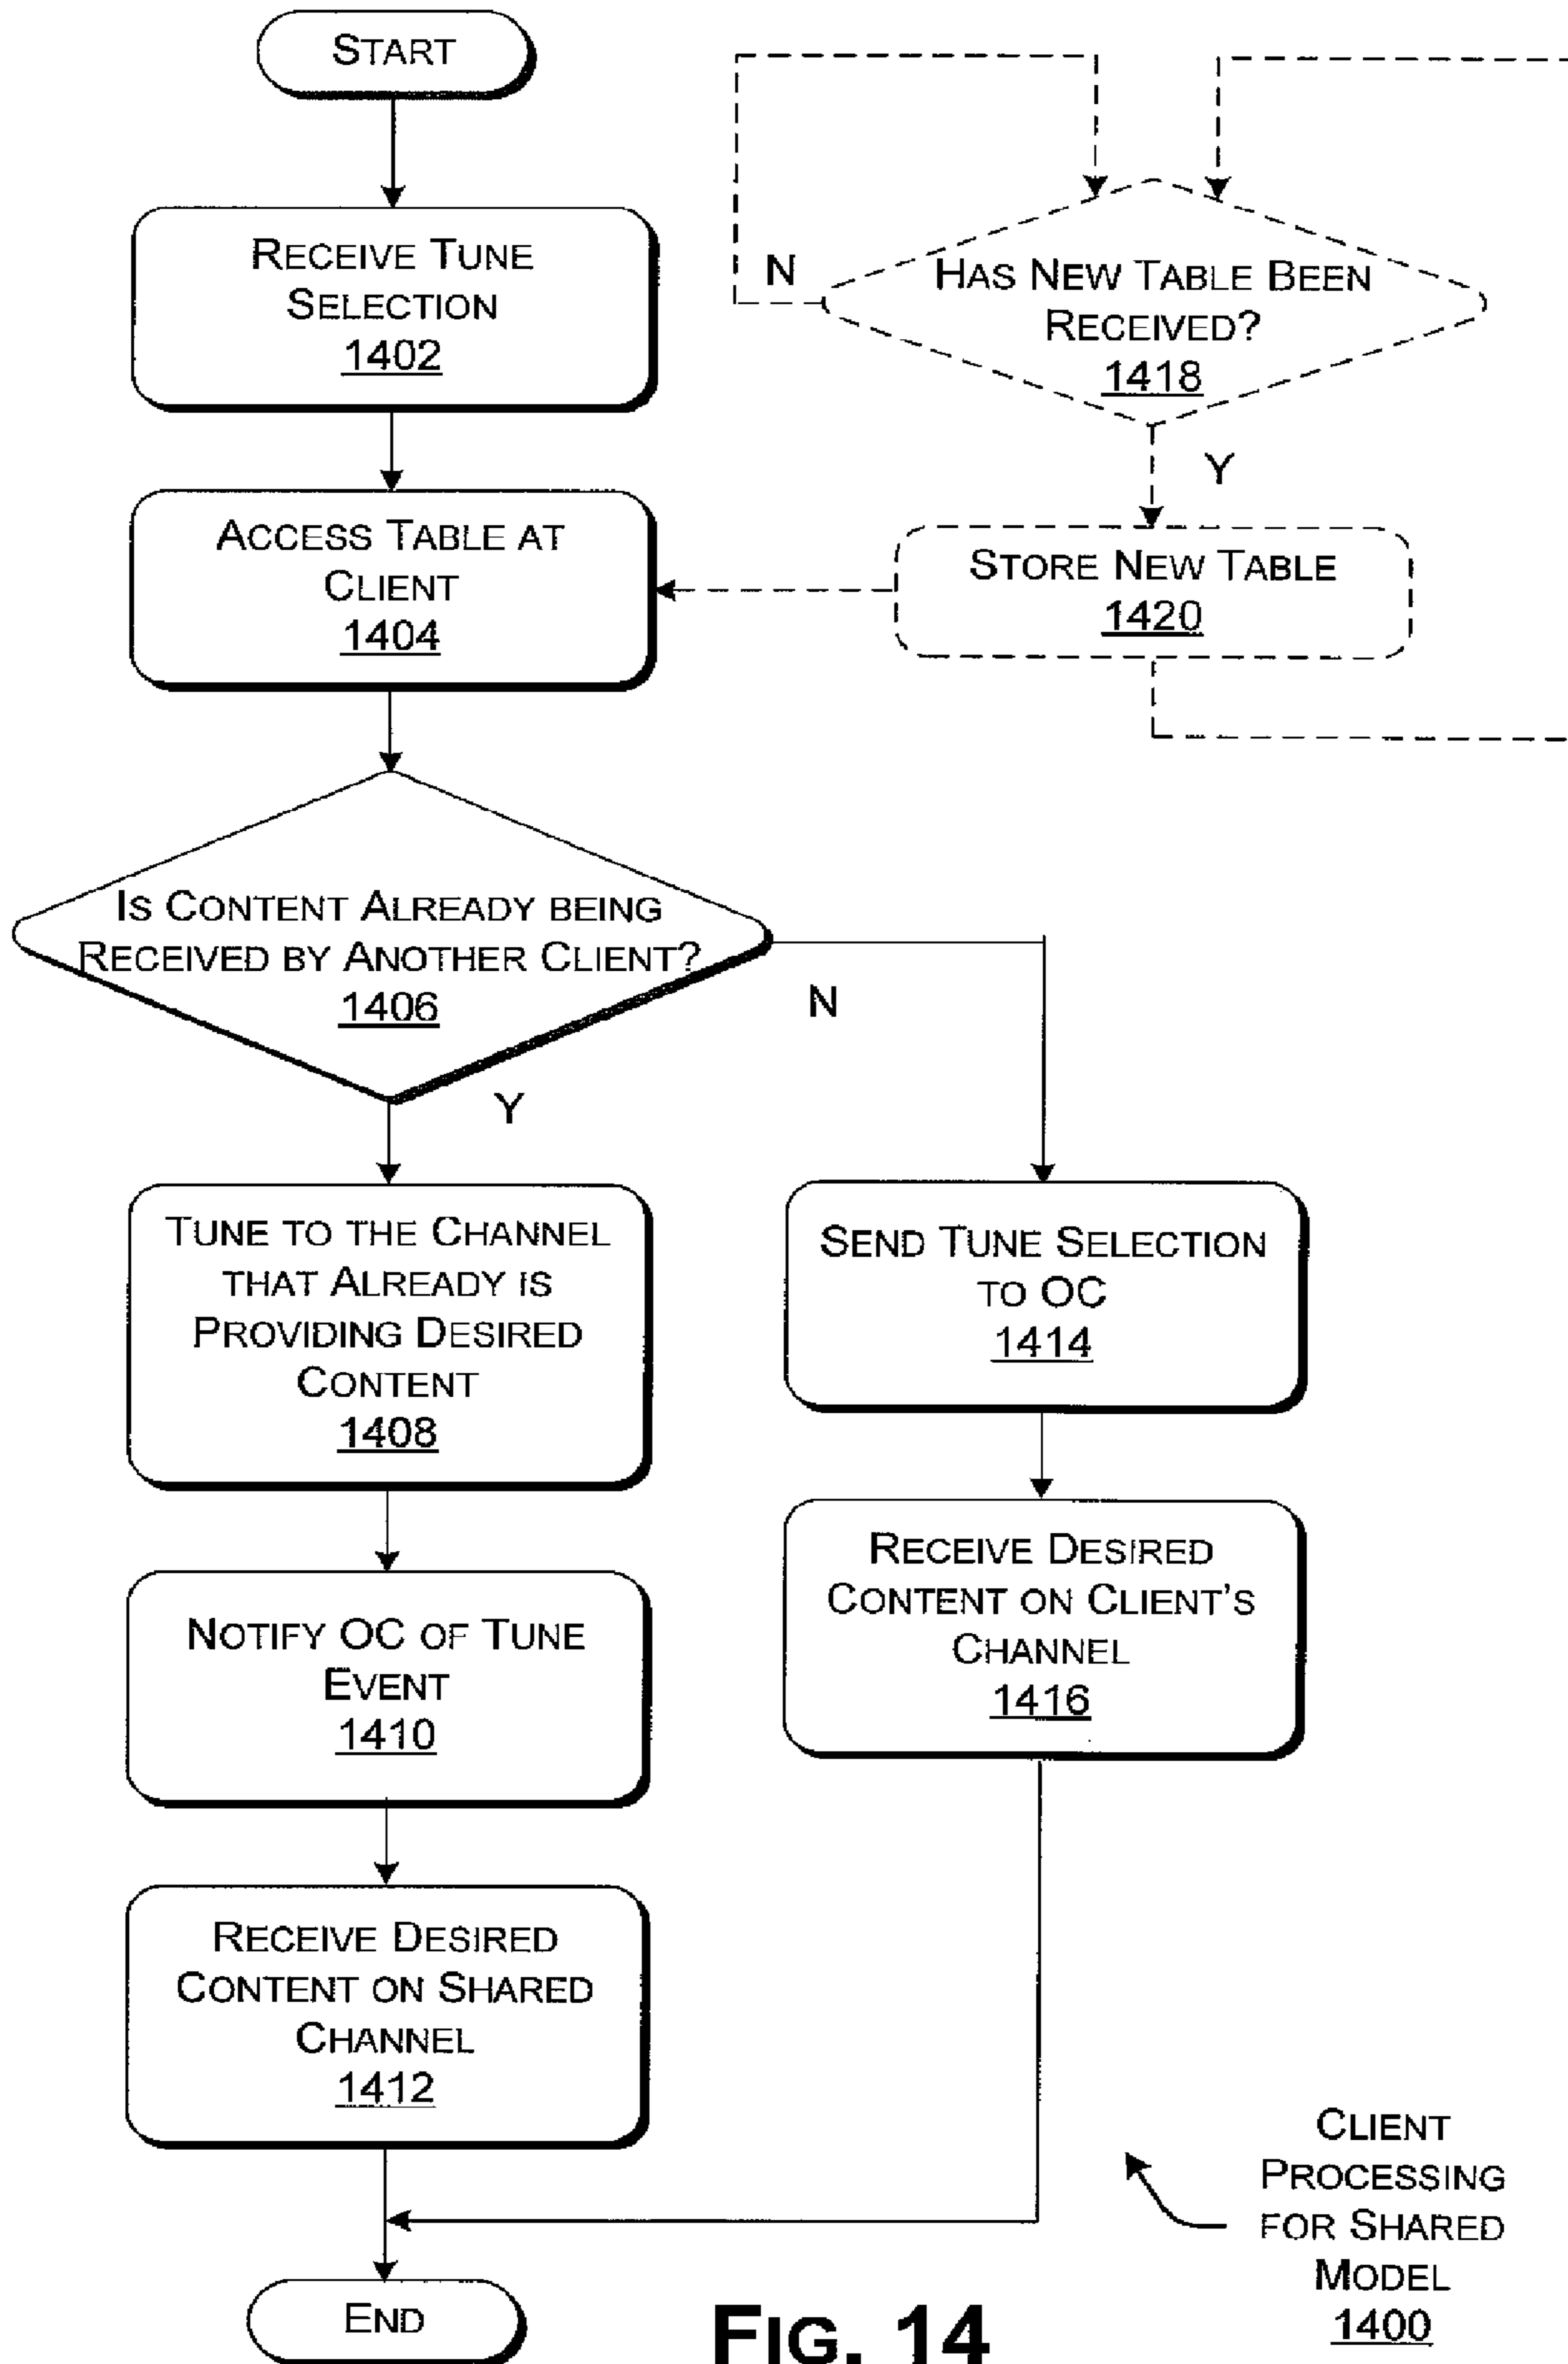 START
RECEIVE TUNE
SELECTION
1402
ACCESS TABLE AT
CLIENT
1404
HAS NEW TABLE BEEN
RECEIVED?
1418
N
Y
STORE NEW TABLE
1420
IS CONTENT ALREADY BEING
RECEIVED BY ANOTHER CLIENT?
1406
N
Y
TUNE TO THE CHANNEL
THAT ALREADY IS
PROVIDING DESIRED
CONTENT
1408
NOTIFY OC OF TUNE
EVENT
1410
RECEIVE DESIRED
CONTENT ON SHARED
CHANNEL
1412
SEND TUNE SELECTION
TO OC
1414
RECEIVE DESIRED
CONTENT ON CLIENT'S
CHANNEL
1416
END
CLIENT
PROCESSING
FOR SHARED
MODEL
1400
FIG. 14